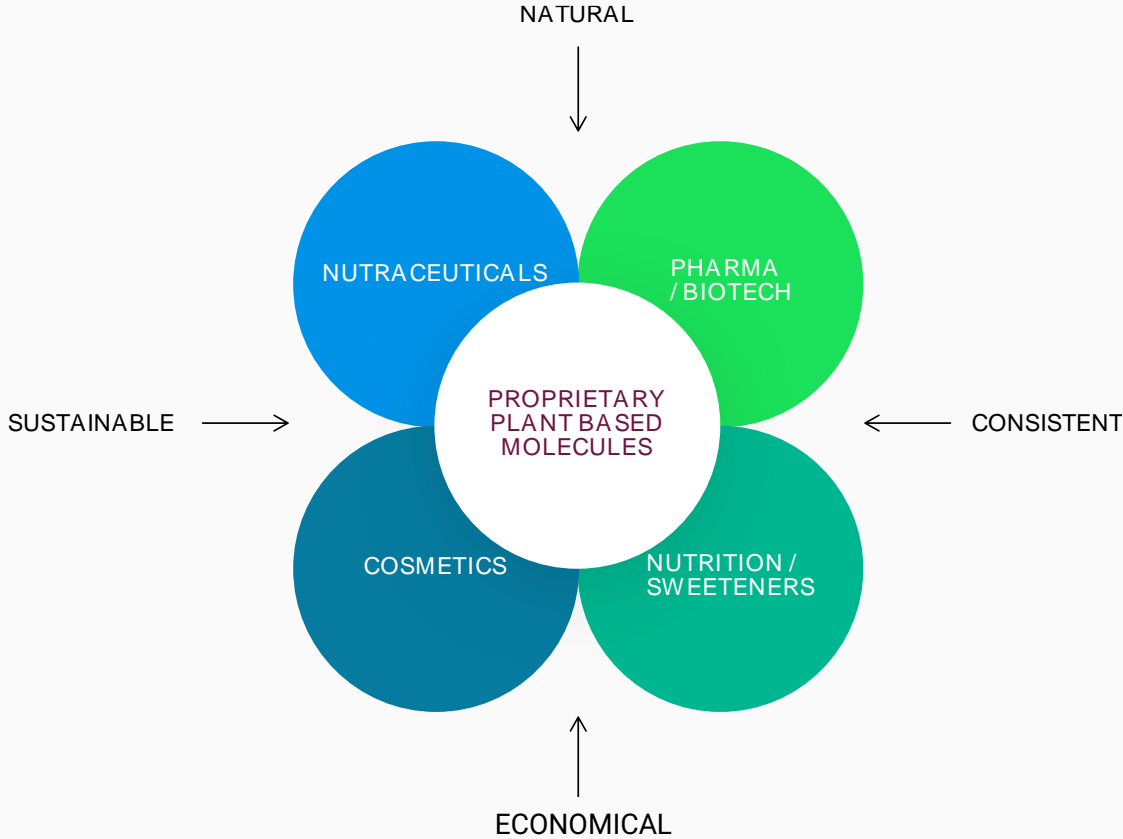 NATURAL
NUTRACEUTICALS
PHARMA
/ BIOTECH
PROPRIETARY
PLANT BASED
MOLECULES
SUSTAINABLE
CONSISTENT
COSMETICS
NUTRITION /
SWEETENERS
ECONOMICAL